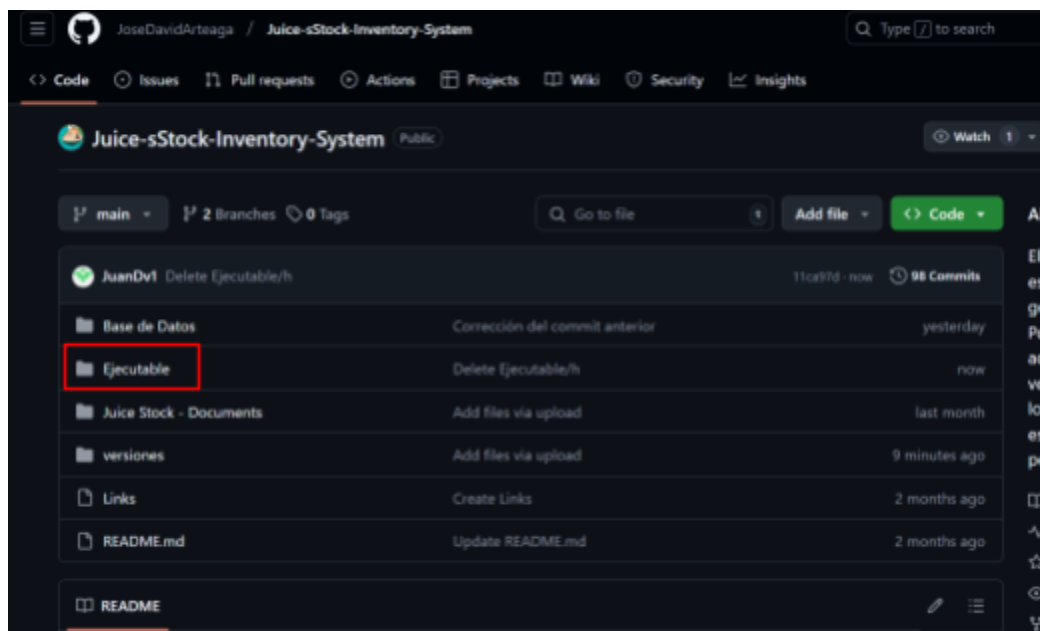 JoseDavidArteaga / Juice-sStock-Inventory-System
Type / to search
Code Issues Pull requests Actions Projects Wiki Security Insights
Juice-sStock-Inventory-System Public
Watch 1
main 2 Branches 0 Tags
Go to file t Add file Code
JuanDv1 Delete Ejecutable/h 11ca97d · now 98 Commits
Base de Datos Corrección del commit anterior yesterday
Ejecutable Delete Ejecutable/h now
Juice Stock - Documents Add files via upload last month
versiones Add files via upload 9 minutes ago
Links Create Links 2 months ago
README.md Update README.md 2 months ago
README